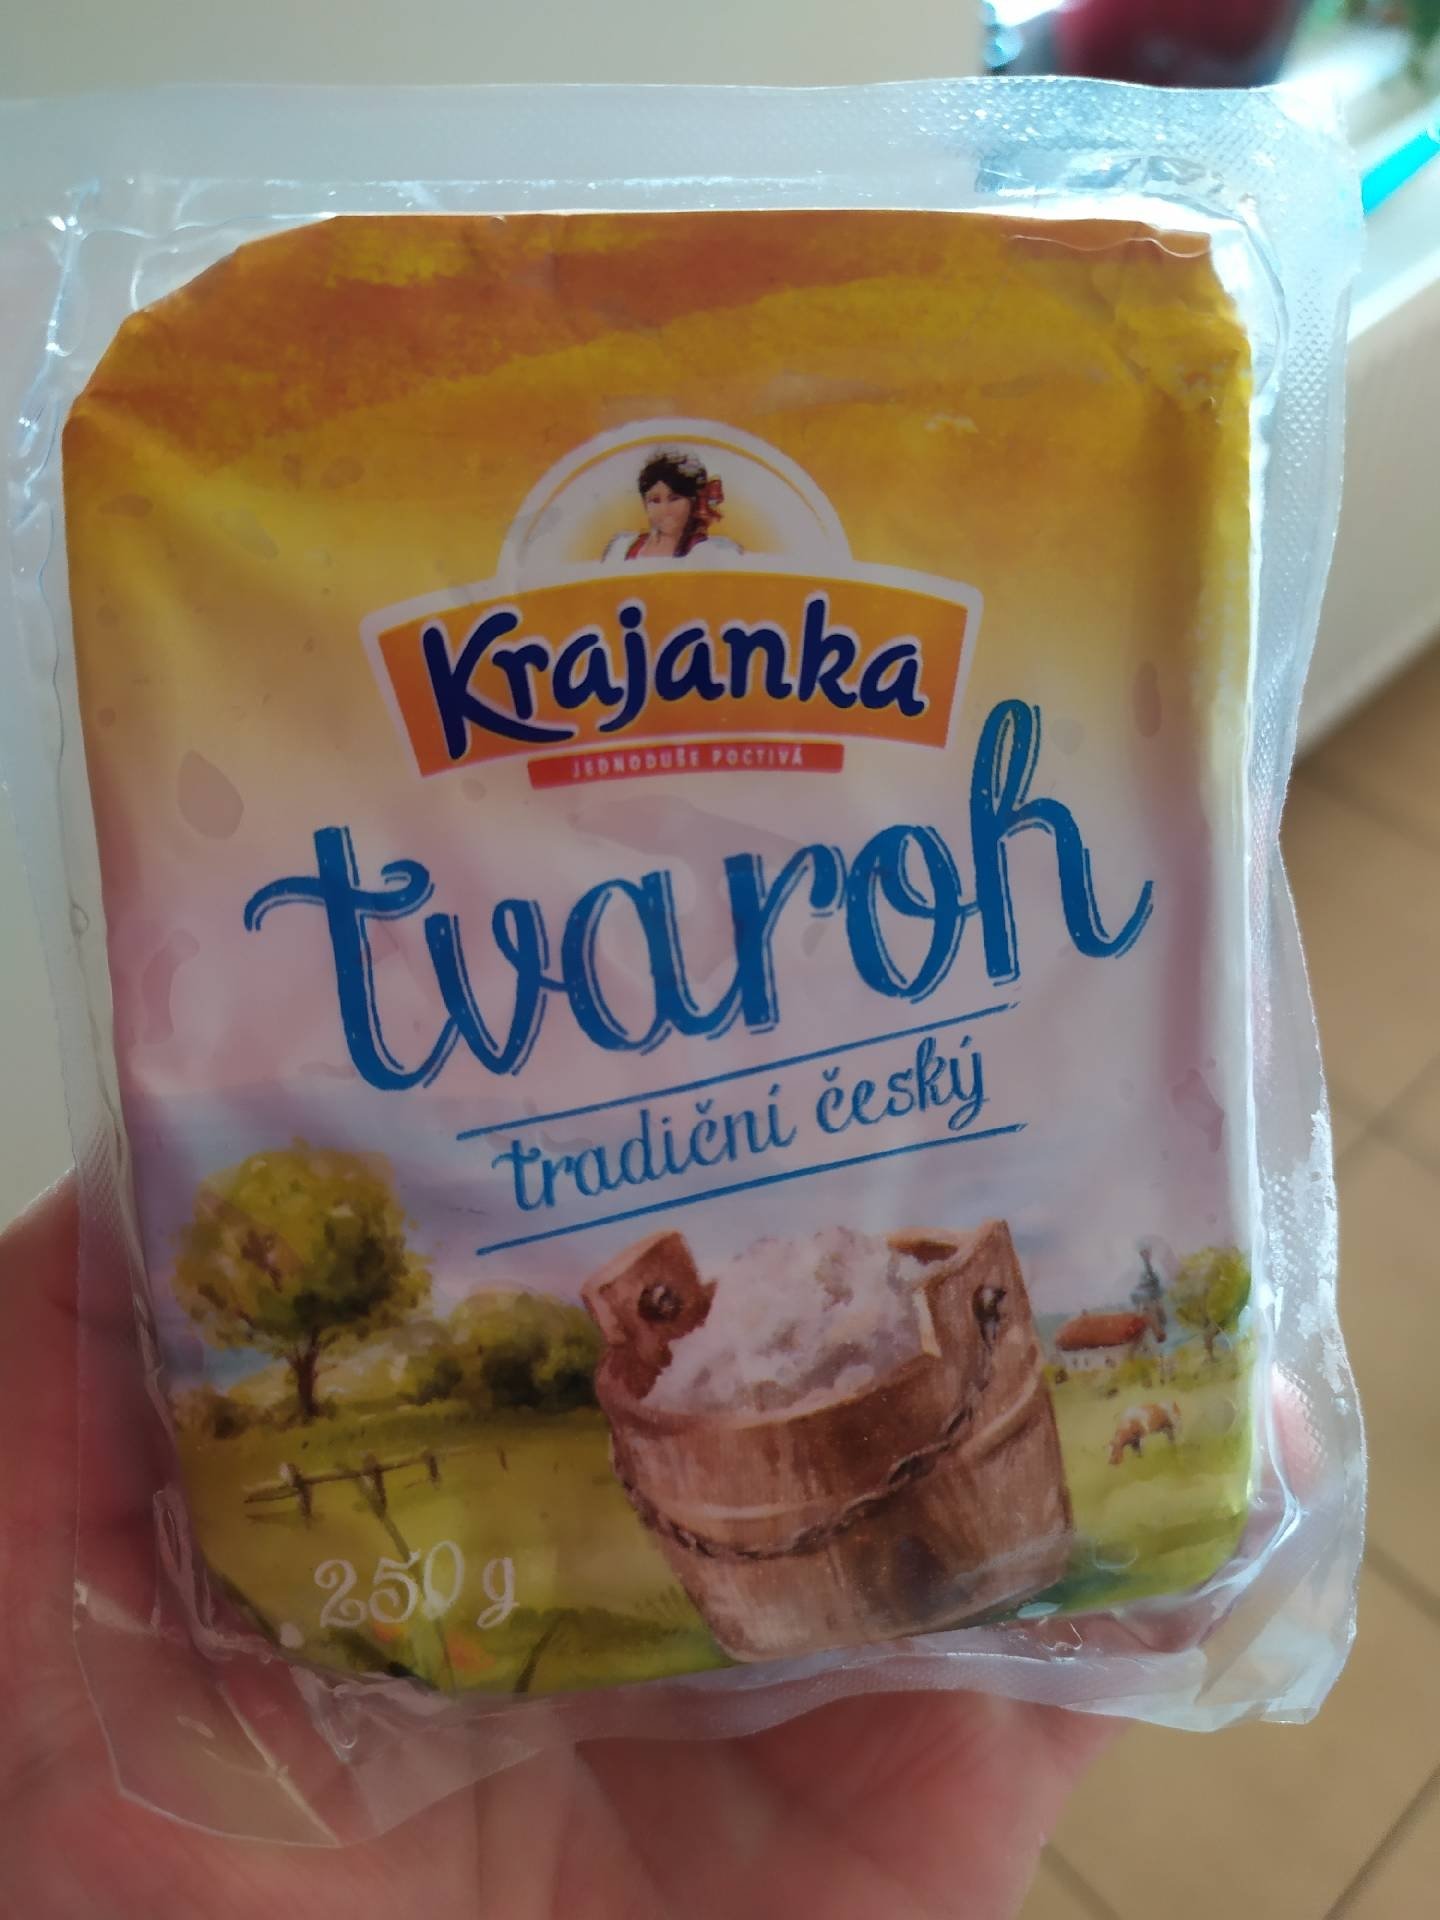 Krajanka
JEDNODUŠE POCTIVÁ
tvaroh
tradiční český
250 g